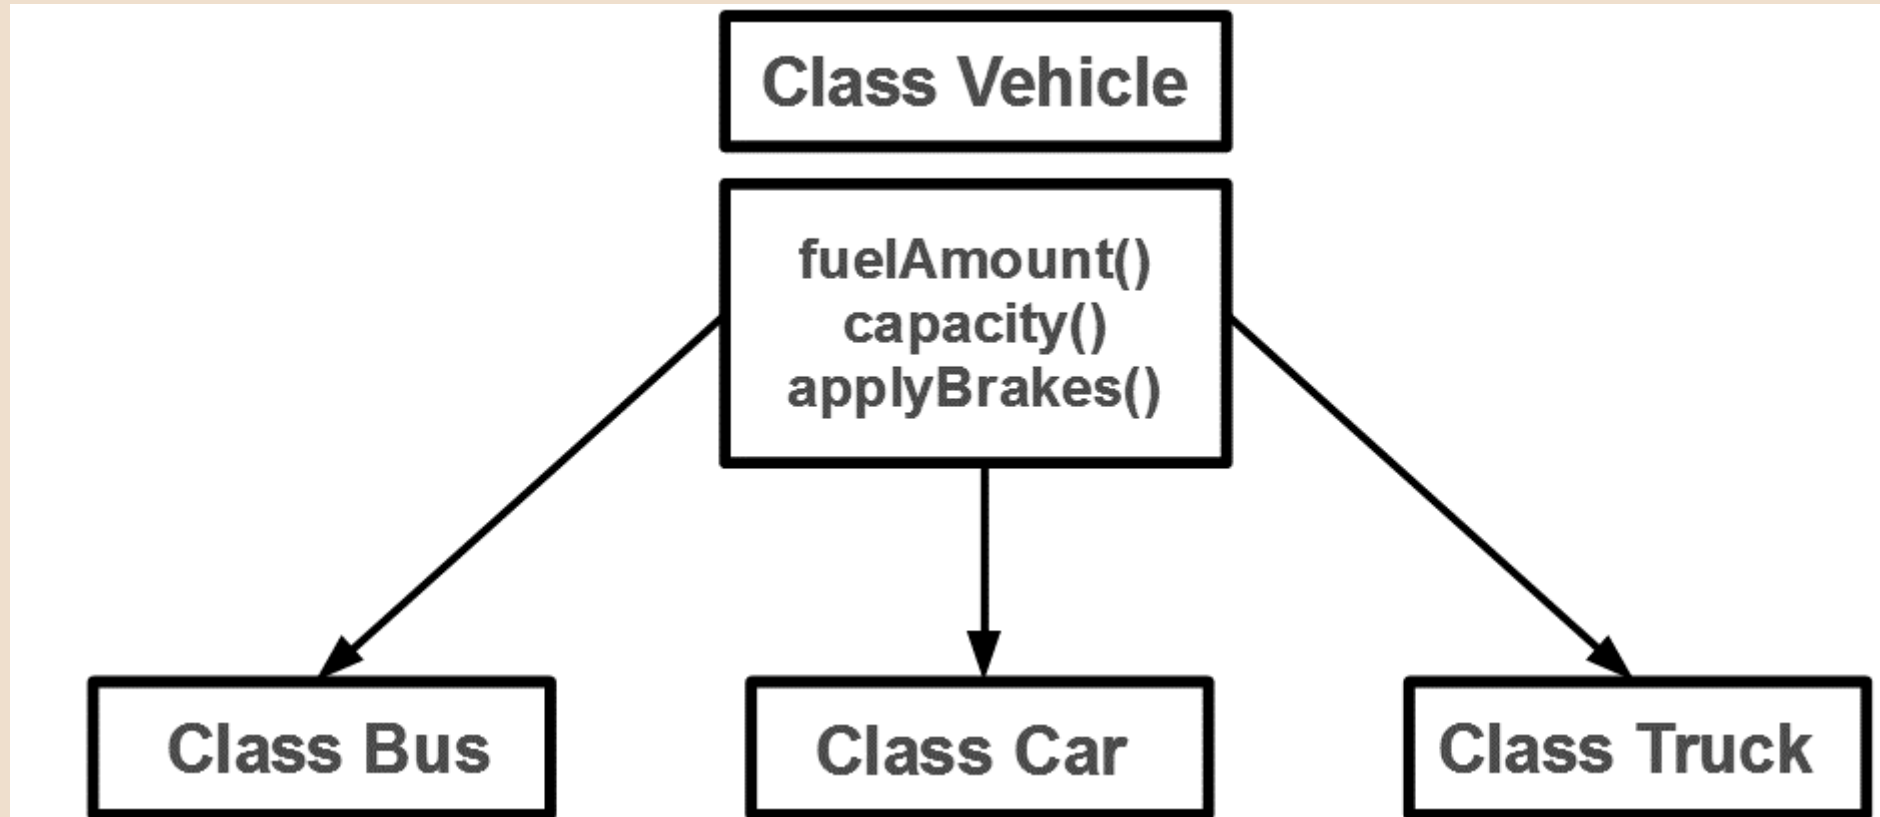 Class Vehicle
fuelAmount()
capacity()
applyBrakes()
Class Bus
Class Car
Class Truck